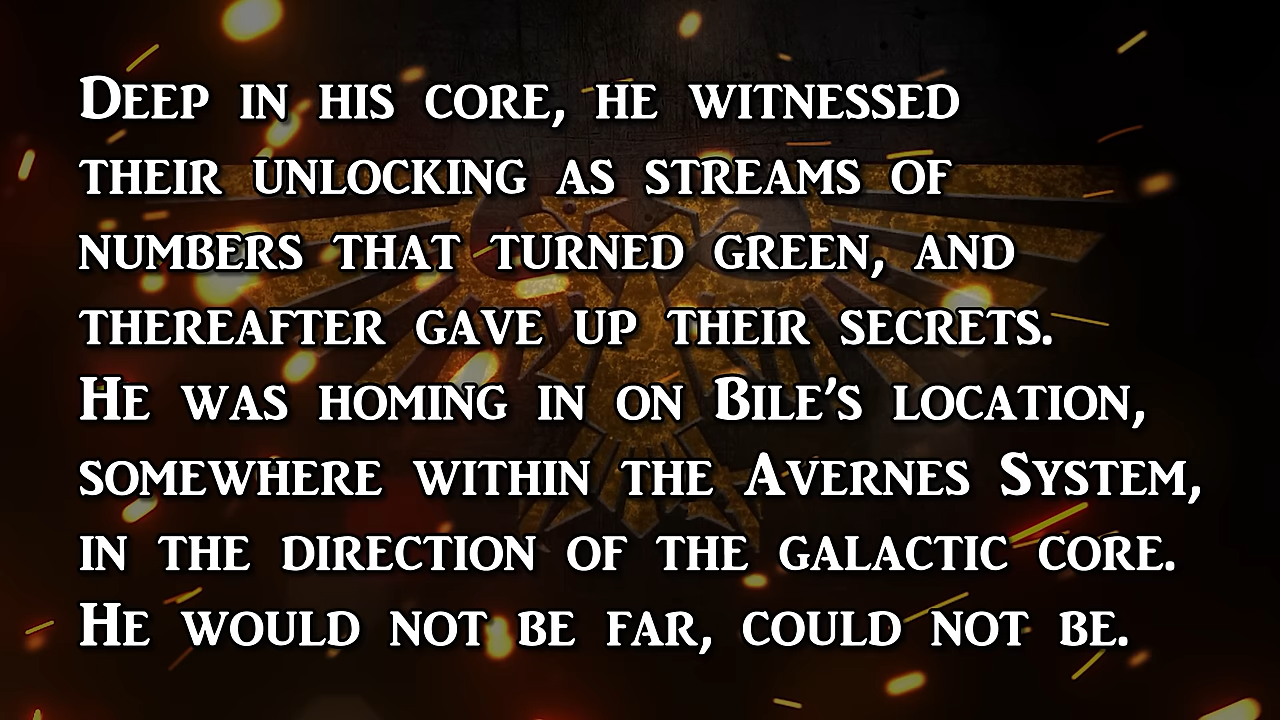 Deep in his core, he witnessed
their unlocking as streams of
numbers that turned green, and
thereafter gave up their secrets.
He was homing in on Bile's location,
somewhere within the Avernes System,
in the direction of the galactic core.
He would not be far, could not be.